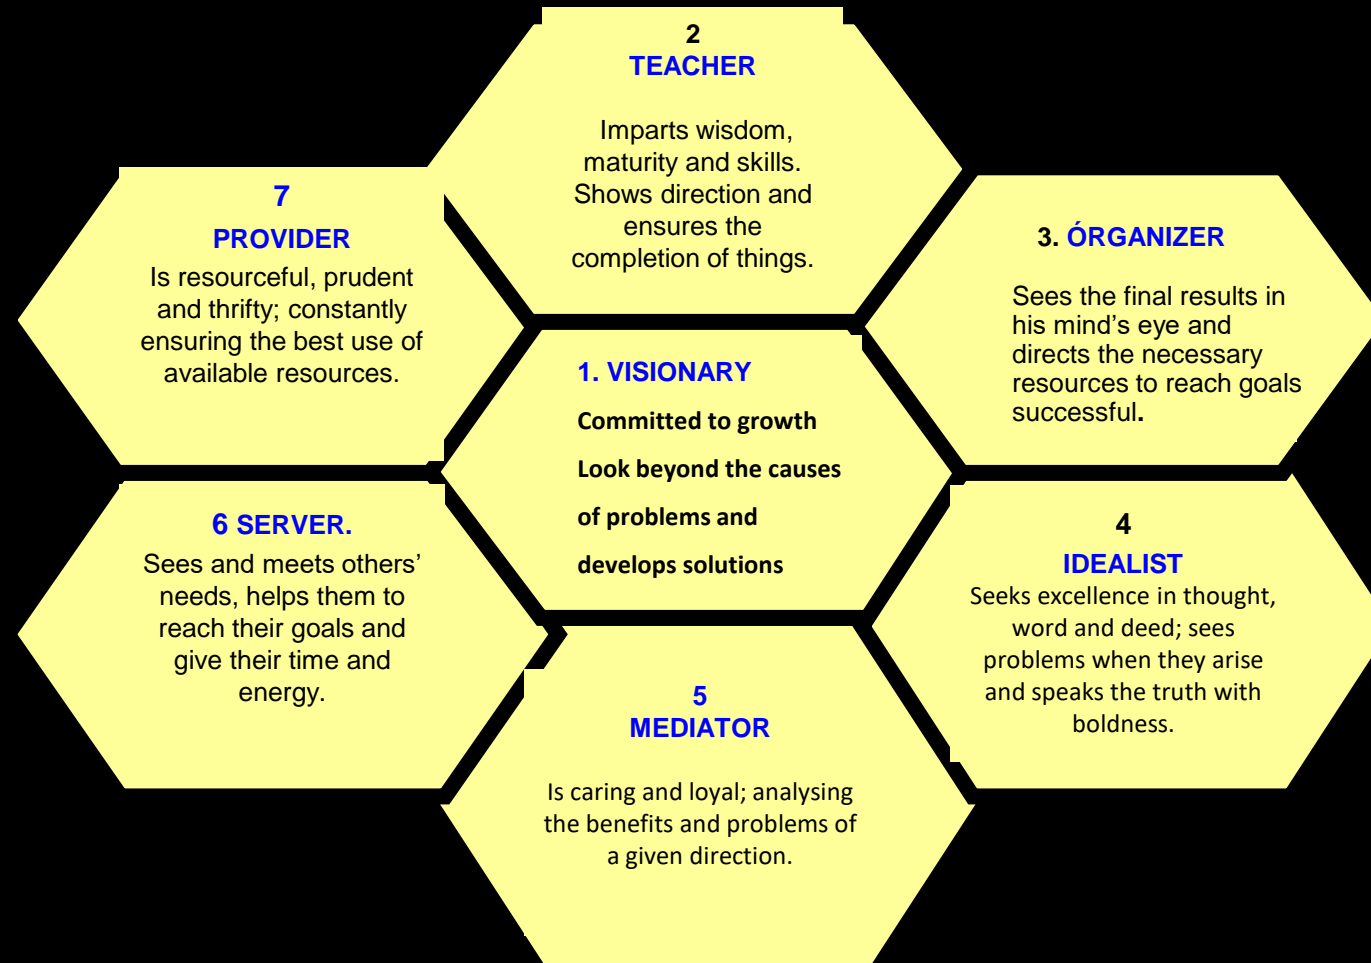 2
TEACHER
Imparts wisdom,
maturity and skills.
Shows direction and
ensures the
completion of things.
7
PROVIDER
Is resourceful, prudent
and thrifty; constantly
ensuring the best use of
available resources.
3. ÓRGANIZER
Sees the final results in
his mind’s eye and
directs the necessary
resources to reach goals
successful.
1. VISIONARY
Committed to growth
Look beyond the causes
of problems and
develops solutions
6 SERVER.
Sees and meets others’
needs, helps them to
reach their goals and
give their time and
energy.
4
IDEALIST
Seeks excellence in thought,
word and deed; sees
problems when they arise
and speaks the truth with
boldness.
5
MEDIATOR
Is caring and loyal; analysing
the benefits and problems of
a given direction.